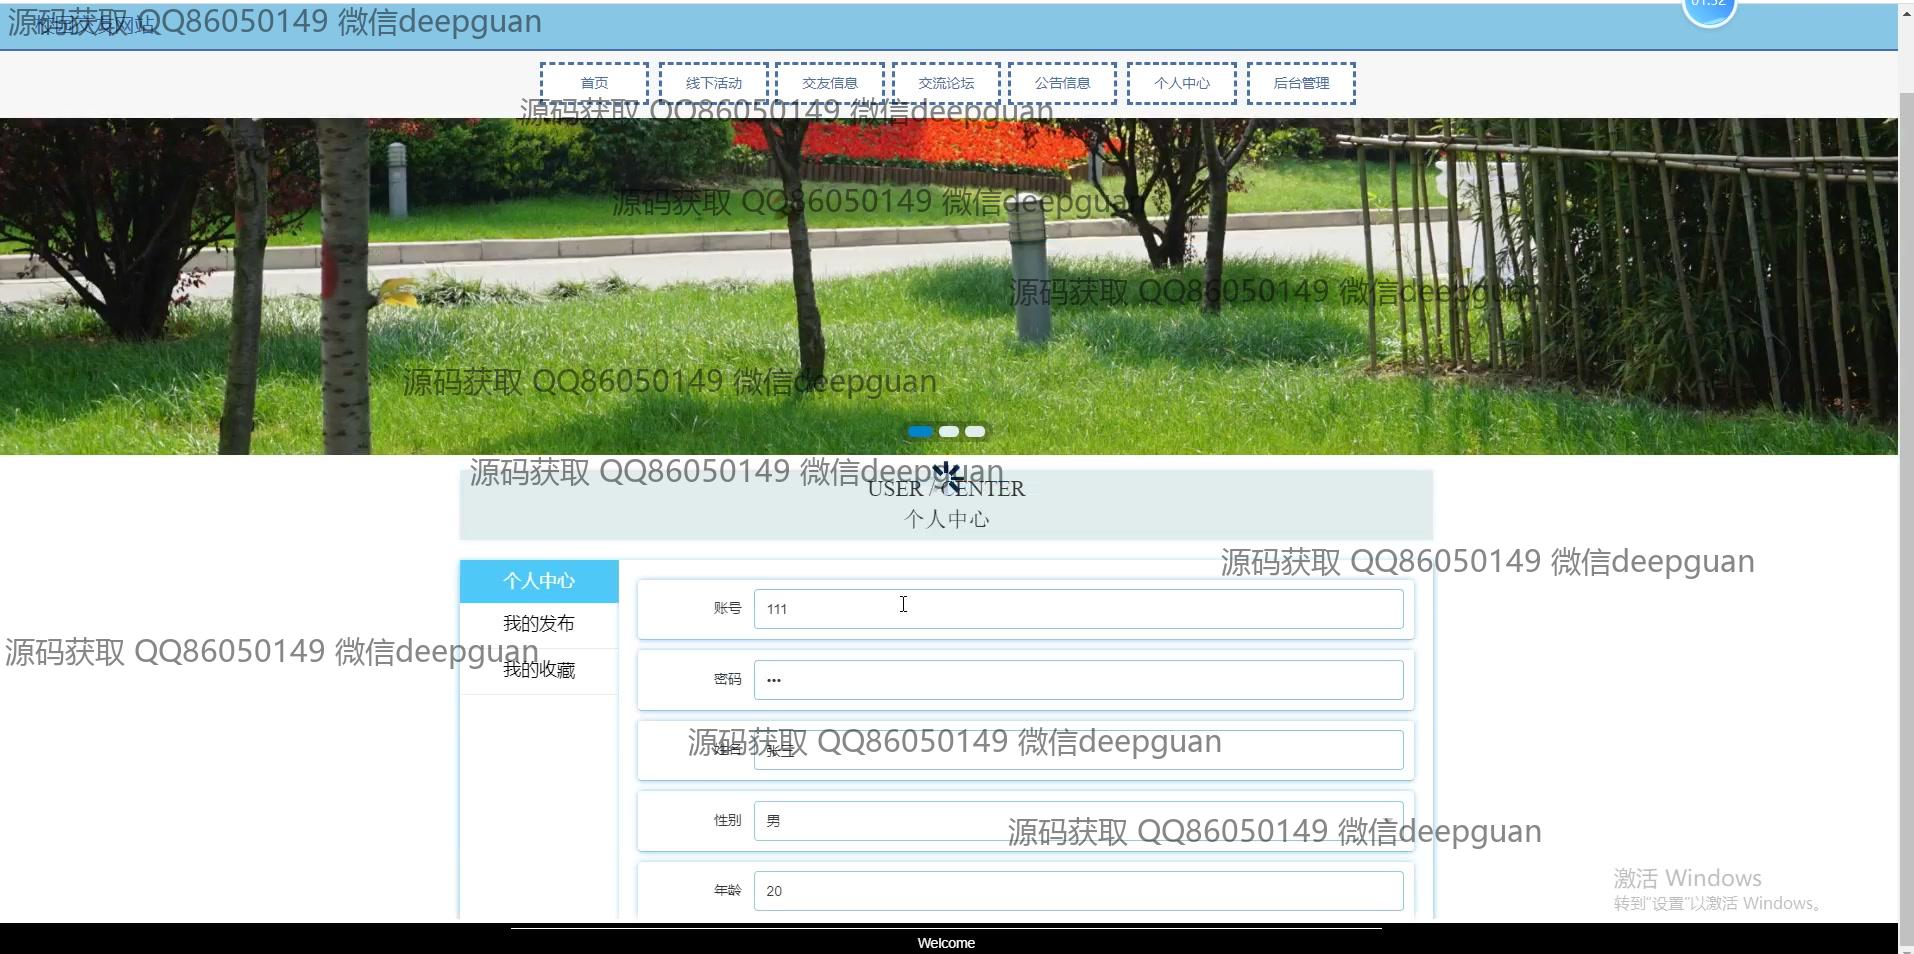 校园交友网站
源码获取 QQ86050149 微信deepguan
01:32
首页
线下活动
交友信息
交流论坛
公告信息
个人中心
后台管理
源码获取 QQ86050149 微信deepguan
源码获取 QQ86050149 微信deepguan
源码获取 QQ86050149 微信deepguan
源码获取 QQ86050149 微信deepguan
源码获取 QQ86050149 微信deepguan
USER / CENTER
个人中心
源码获取 QQ86050149 微信deepguan
个人中心
账号 111
我的发布
源码获取 QQ86050149 微信deepguan
我的收藏
密码 •••
源码获取 QQ86050149 微信deepguan
姓名 张三
性别 男
源码获取 QQ86050149 微信deepguan
年龄 20
激活 Windows
转到“设置”以激活 Windows。
Welcome